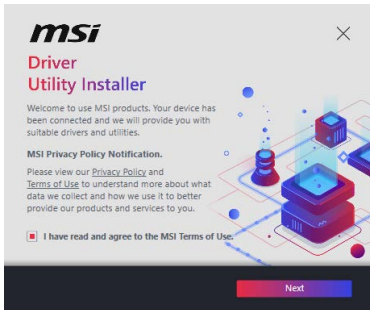 msi
Driver
Utility Installer
Welcome to use MSI products. Your device has
been connected and we will provide you with
suitable drivers and utilities.
MSI Privacy Policy Notification.
Please view our Privacy Policy and
Terms of Use to understand more about what
data we collect and how we use it to better
provide our products and services to you.
I have read and agree to the MSI Terms of Use.
Next